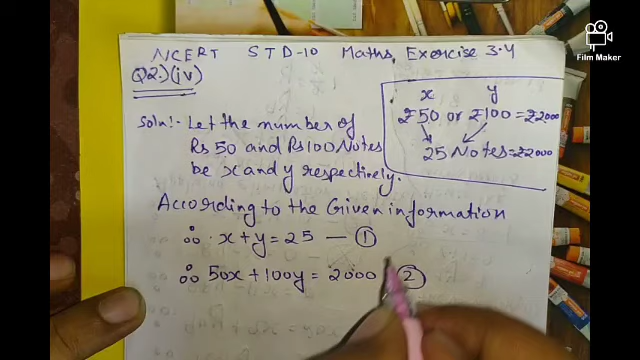 NCERT STD-10 Maths, Exercise 3.4
Q2.)(iv)
x y
₹50 or ₹100=₹2000
25 Notes=₹2000
Soln:- Let the number of
Rs 50 and Rs100 Notes
be x and y respectively.
According to the Given information
∴ x+y=25 — ①
∴ 50x+100y= 2000 ②
Film Maker